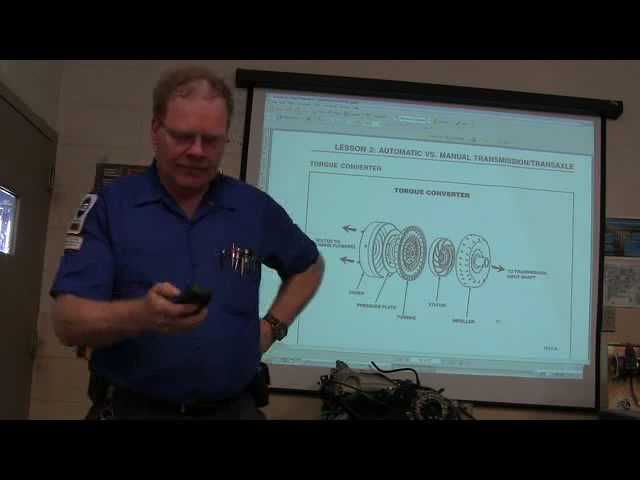 LESSON 2: AUTOMATIC VS. MANUAL TRANSMISSION/TRANSAXLE
TORQUE CONVERTER
TORQUE CONVERTER
BOLTED TO
ENGINE FLYWHEEL
TO TRANSMISSION
INPUT SHAFT
COVER
PRESSURE PLATE
TURBINE
STATOR
IMPELLER